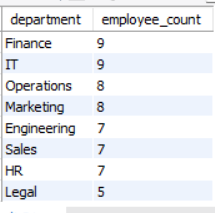 department employee_count
Finance 9
IT 9
Operations 8
Marketing 8
Engineering 7
Sales 7
HR 7
Legal 5